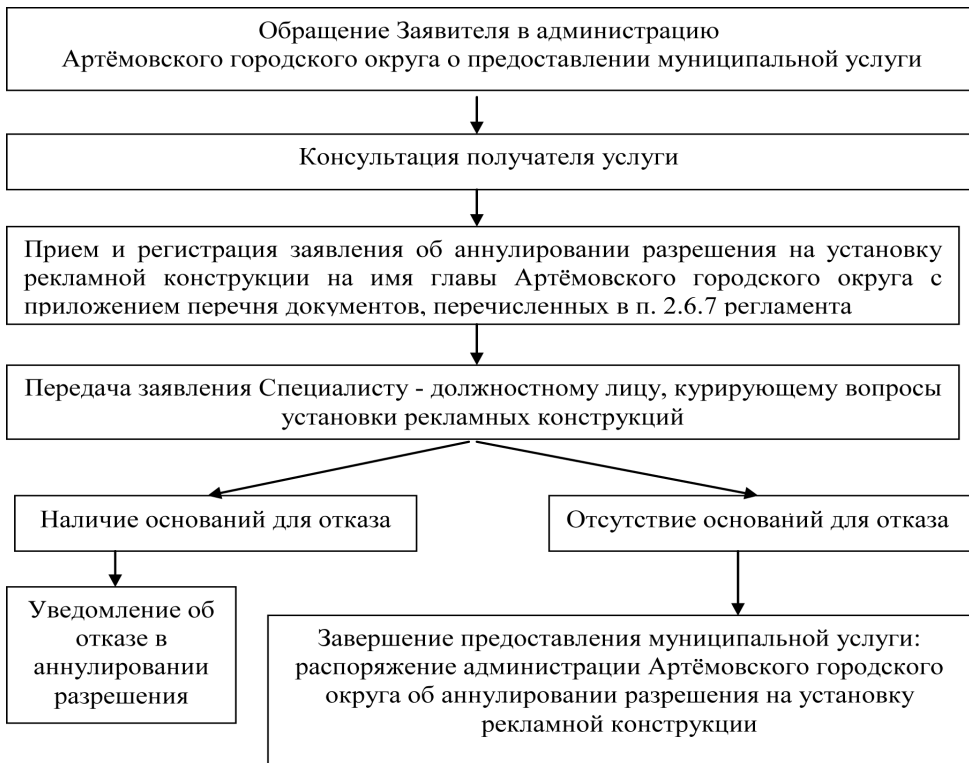 Обращение Заявителя в администрацию
Артёмовского городского округа о предоставлении муниципальной услуги
Консультация получателя услуги
Прием и регистрация заявления об аннулировании разрешения на установку
рекламной конструкции на имя главы Артёмовского городского округа с
приложением перечня документов, перечисленных в п. 2.6.7 регламента
Передача заявления Специалисту - должностному лицу, курирующему вопросы
установки рекламных конструкций
Наличие оснований для отказа
Отсутствие оснований для отказа
Уведомление об
отказе в
аннулировании
разрешения
Завершение предоставления муниципальной услуги:
распоряжение администрации Артёмовского городского
округа об аннулировании разрешения на установку
рекламной конструкции